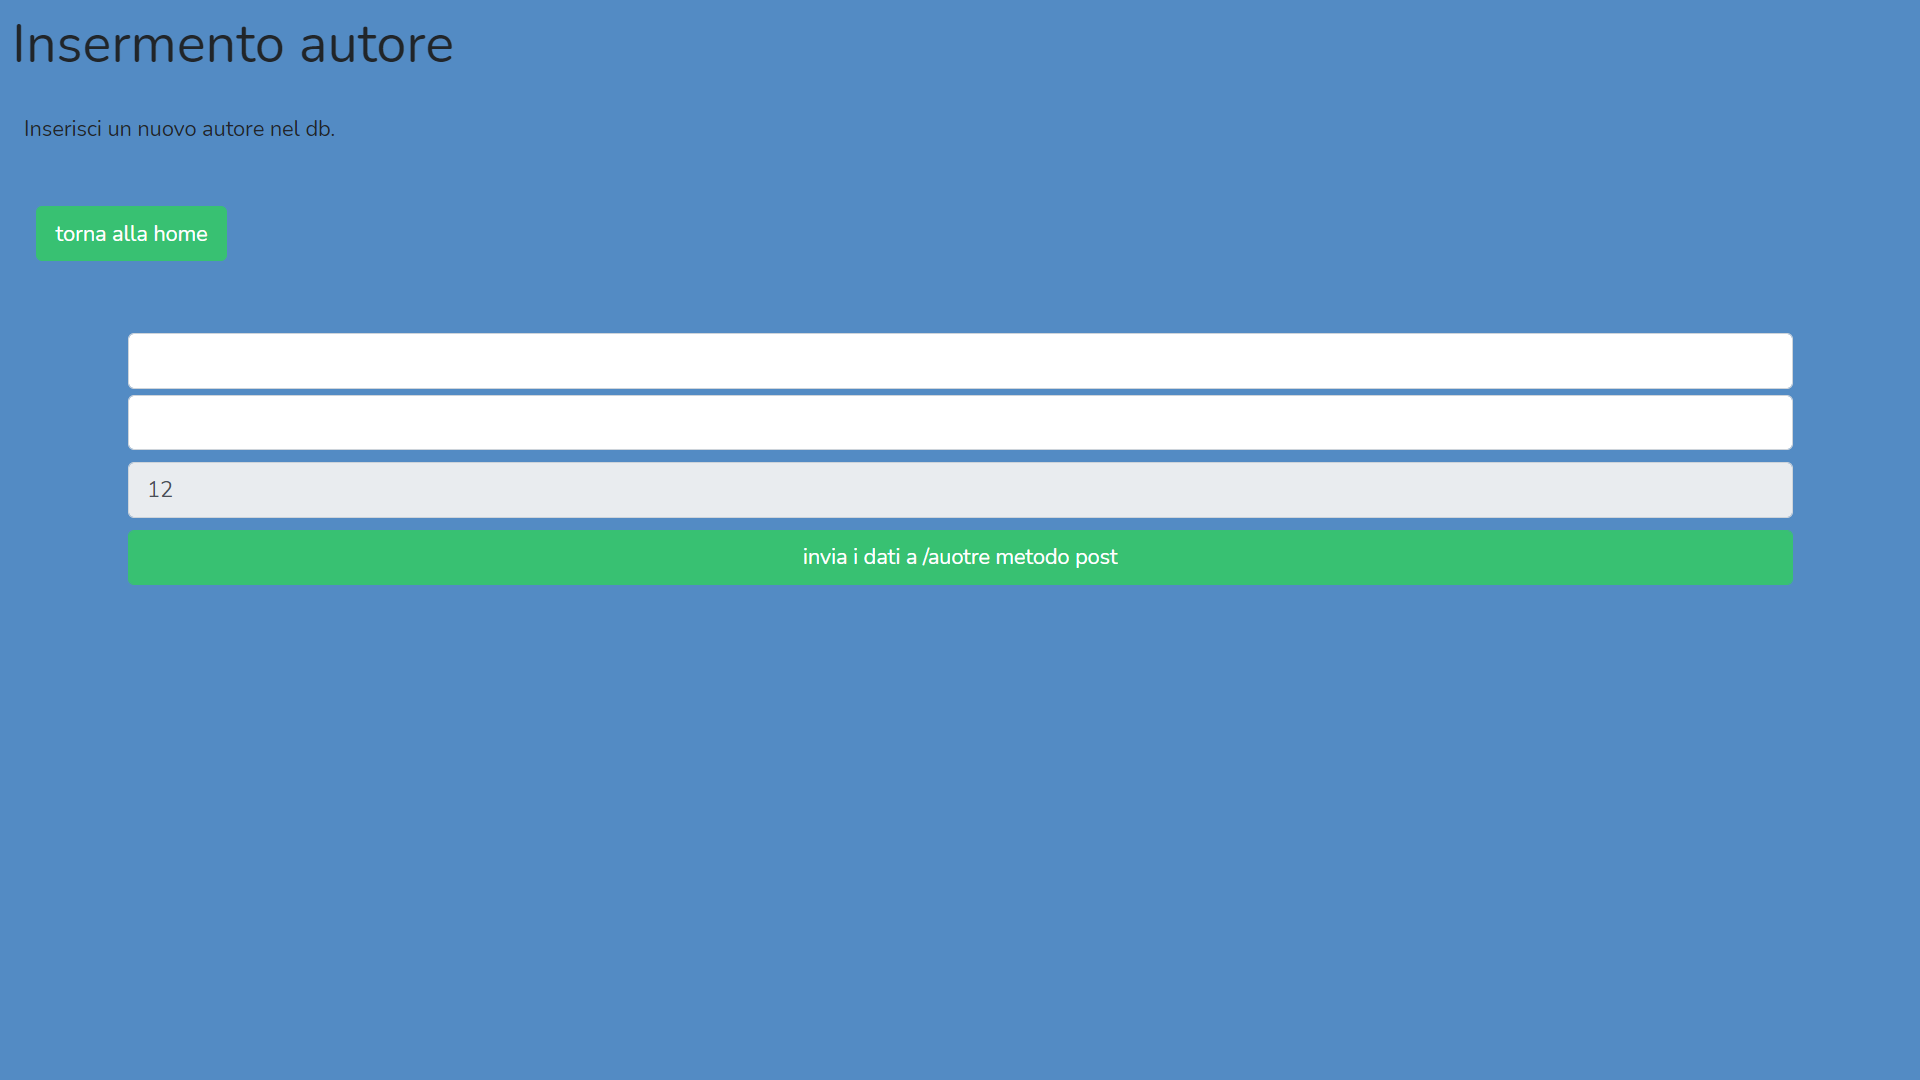 Insermento autore
Inserisci un nuovo autore nel db.
torna alla home
12
invia i dati a /auotre metodo post